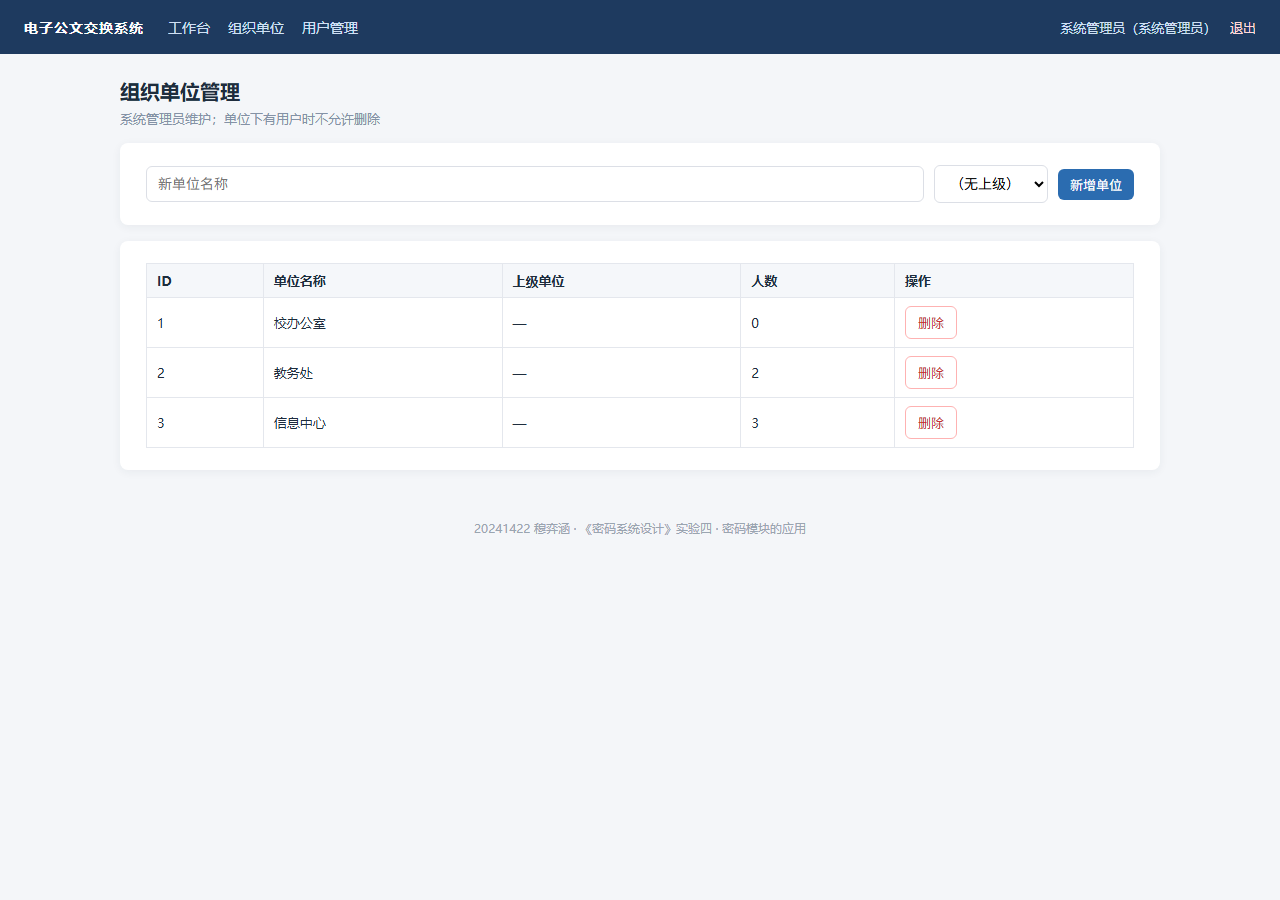 电子公文交换系统 工作台 组织单位 用户管理 系统管理员（系统管理员） 退出
组织单位管理
系统管理员维护；单位下有用户时不允许删除
新单位名称 （无上级） 新增单位
ID 单位名称 上级单位 人数 操作
1 校办公室 — 0 删除
2 教务处 — 2 删除
3 信息中心 — 3 删除
20241422 穆弈涵 · 《密码系统设计》实验四 · 密码模块的应用